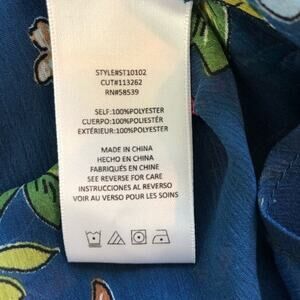 STYLE#ST10102
CUT#113262
RN#58539
SELF:100%POLYESTER
CUERPO:100%POLIESTÉR
EXTÉRIEUR:100%POLYESTER
MADE IN CHINA
HECHO EN CHINA
FABRIQUÉS EN CHINE
SEE REVERSE FOR CARE
INSTRUCCIONES AL REVERSO
VOIR AU VERSO POUR LES SOINS